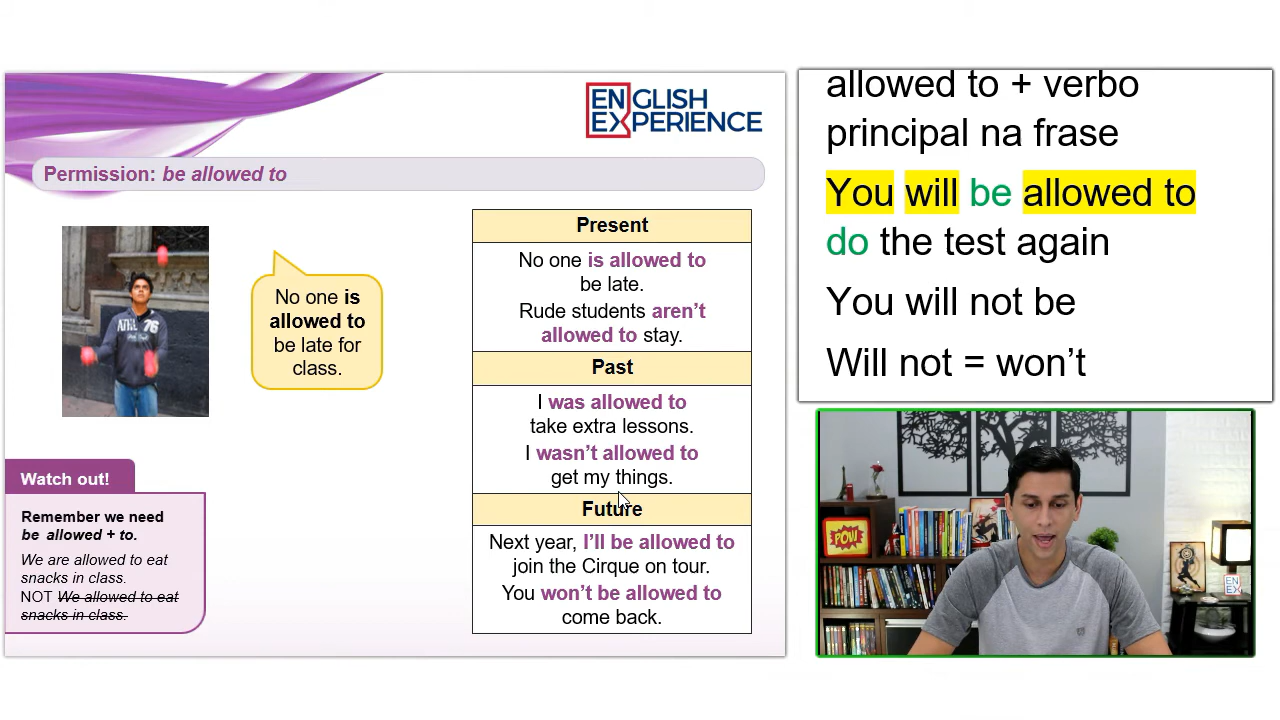 ENGLISH
EXPERIENCE
Permission: be allowed to
No one is
allowed to
be late for
class.
ATHL 76
Watch out!
Remember we need
be allowed + to.
We are allowed to eat
snacks in class.
NOT We allowed to eat
snacks in class.
Present
No one is allowed to
be late.
Rude students aren’t
allowed to stay.
Past
I was allowed to
take extra lessons.
I wasn’t allowed to
get my things.
Future
Next year, I’ll be allowed to
join the Cirque on tour.
You won’t be allowed to
come back.
allowed to + verbo
principal na frase
You will be allowed to
do the test again
You will not be
Will not = won’t
POW!
EN
EX